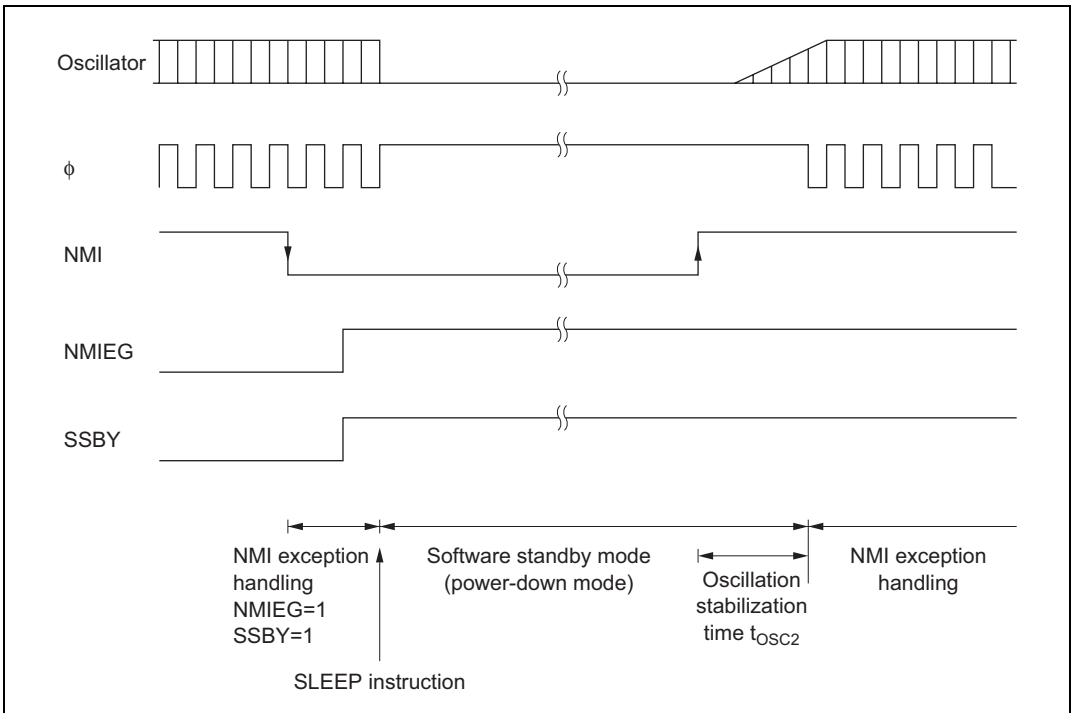 Oscillator
ϕ
NMI
NMIEG
SSBY
NMI exception
handling
NMIEG=1
SSBY=1
Software standby mode
(power-down mode)
Oscillation
stabilization
time tOSC2
NMI exception
handling
SLEEP instruction